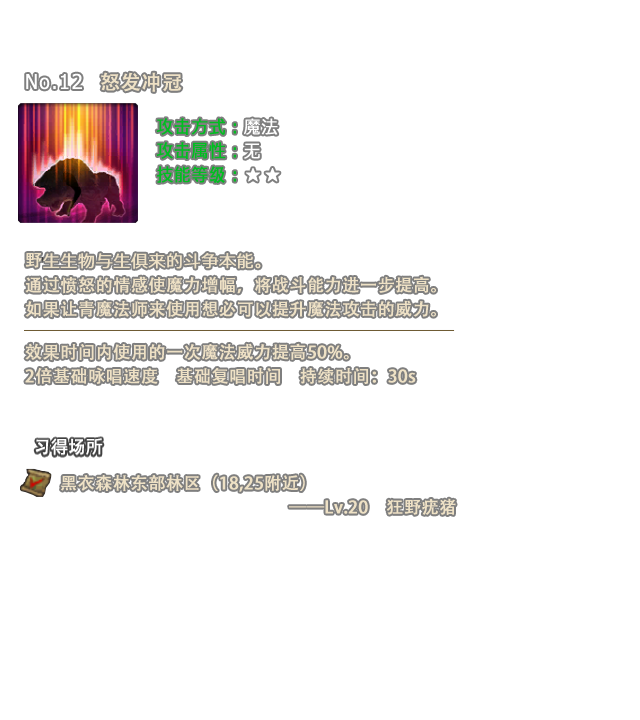 No.12 怒发冲冠
攻击方式：魔法
攻击属性：无
技能等级：☆☆
野生生物与生俱来的斗争本能。
通过愤怒的情感使魔力增幅，将战斗能力进一步提高。
如果让青魔法师来使用想必可以提升魔法攻击的威力。
效果时间内使用的一次魔法威力提高50%。
2倍基础咏唱速度　基础复唱时间　持续时间：30s
习得场所
黑衣森林东部林区（18,25附近）
——Lv.20　狂野疣猪